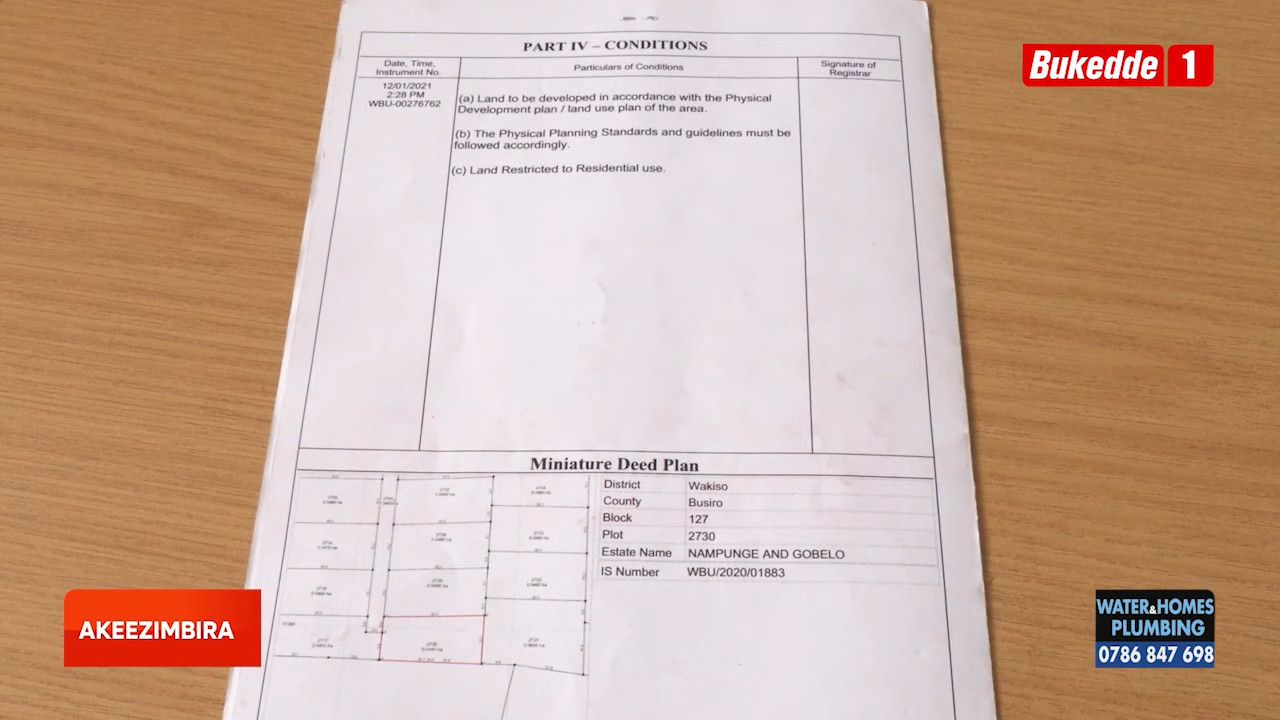 PART IV – CONDITIONS
Date, Time,
Instrument No.
Particulars of Conditions
Signature of
Registrar
12/01/2021
2:28 PM
WBU-00276762
(a) Land to be developed in accordance with the Physical
Development plan / land use plan of the area.
(b) The Physical Planning Standards and guidelines must be
followed accordingly.
(c) Land Restricted to Residential use.
Miniature Deed Plan
District Wakiso
County Busiro
Block 127
Plot 2730
Estate Name NAMPUNGE AND GOBELO
IS Number WBU/2020/01883
Bukedde 1
AKEEZIMBIRA
WATER & HOMES
PLUMBING
0786 847 698